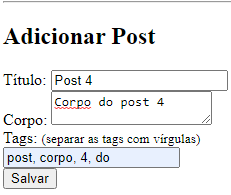 Adicionar Post
Título: Post 4
Corpo do post 4
Corpo:
Tags: (separar as tags com vírgulas)
post, corpo, 4, do
Salvar